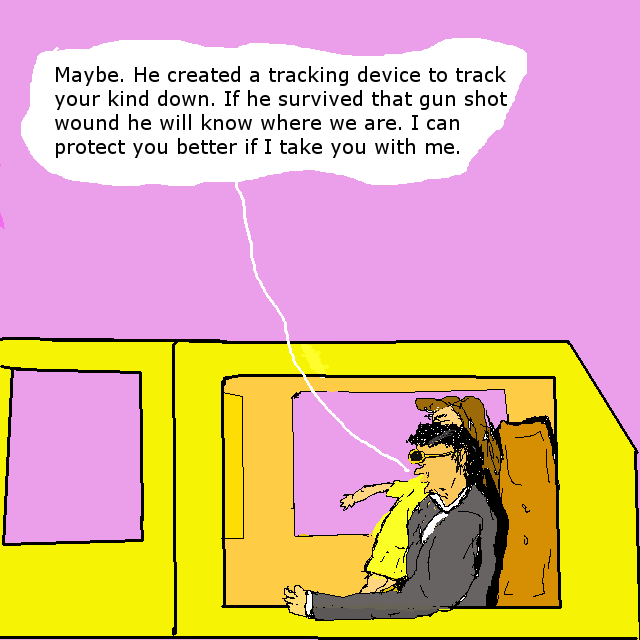 Maybe. He created a tracking device to track
your kind down. If he survived that gun shot
wound he will know where we are. I can
protect you better if I take you with me.